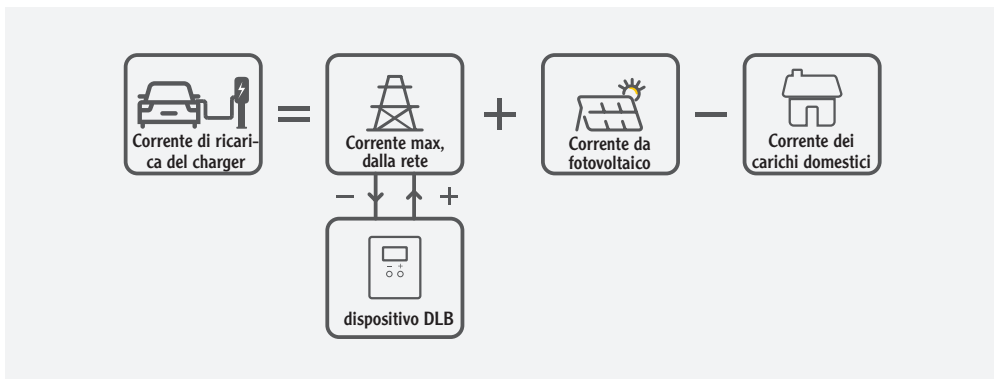 Corrente di ricari-
ca del charger
=
Corrente max,
dalla rete
+
Corrente da
fotovoltaico
−
Corrente dei
carichi domestici
− +
− +
dispositivo DLB